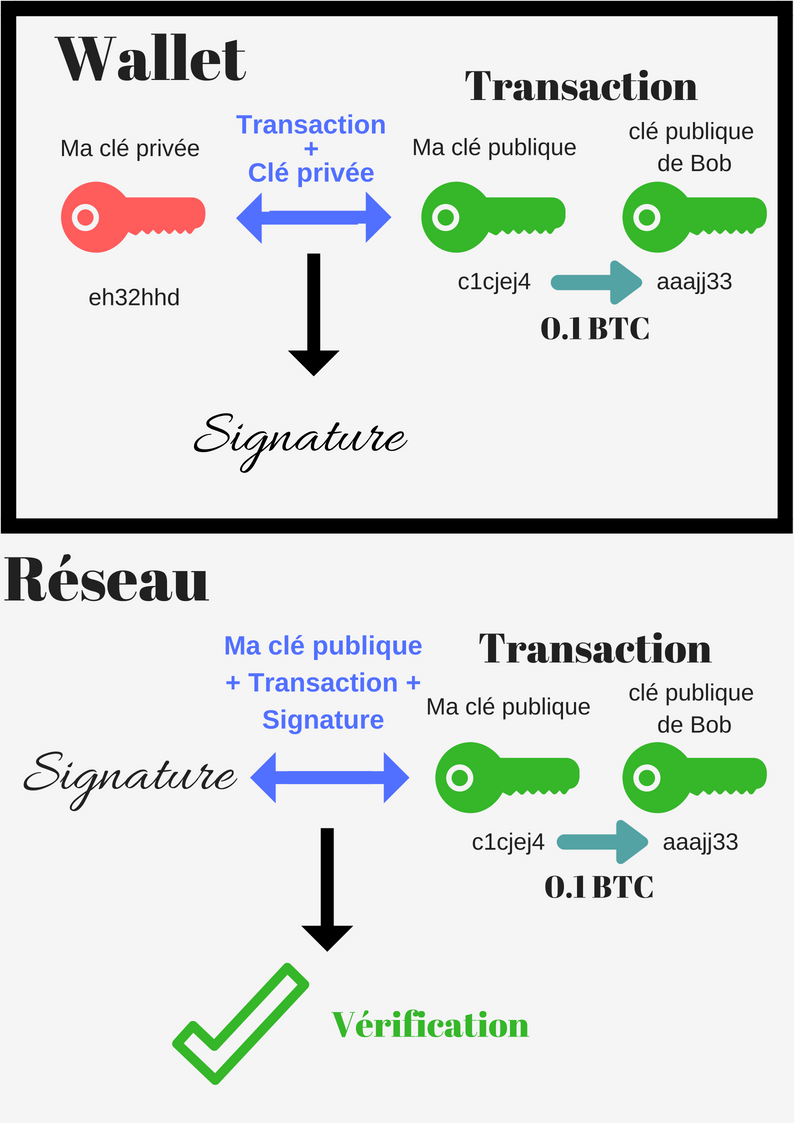 Wallet
Transaction
Ma clé privée
Transaction
+
Clé privée
Ma clé publique
clé publique
de Bob
eh32hhd
c1cjej4
aaajj33
0.1 BTC
Signature
Réseau
Ma clé publique
+ Transaction +
Signature
Transaction
Ma clé publique
clé publique
de Bob
Signature
c1cjej4
aaajj33
0.1 BTC
Vérification